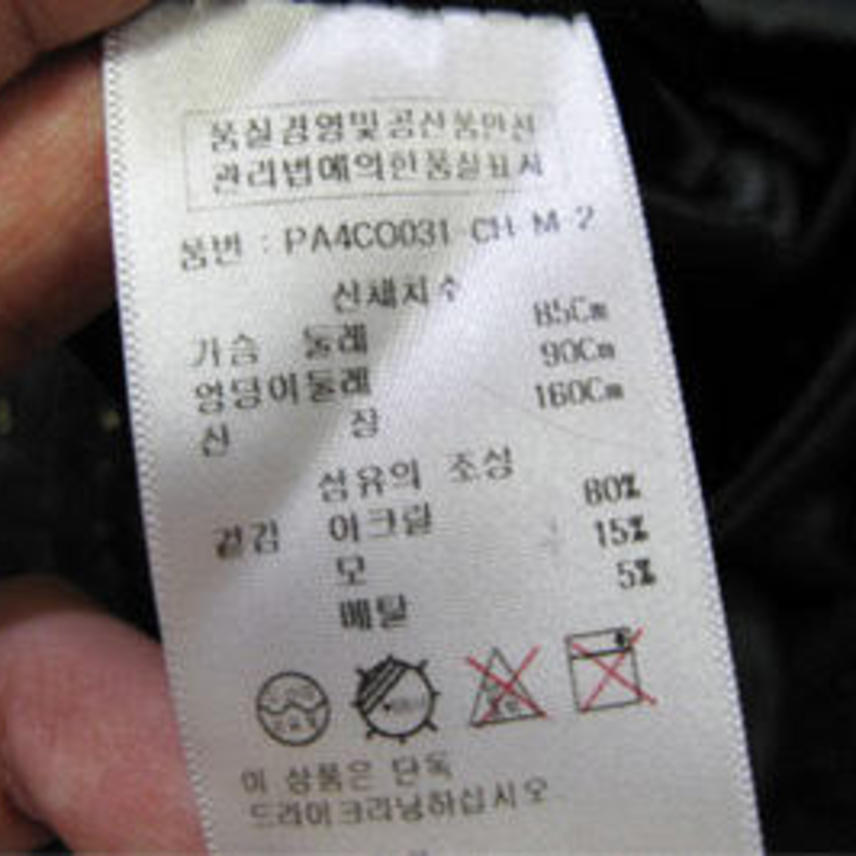 품질경영및공산품안전
관리법에의한품질표시
품번 : PA4CO031-CH-M-2
신체치수
가슴 둘레 85Cm
엉덩이둘레 90Cm
신 장 160Cm
섬유의 조성
겉감 아크릴 80%
모 15%
메탈 5%
이 상품은 단독
드라이크리닝하십시오